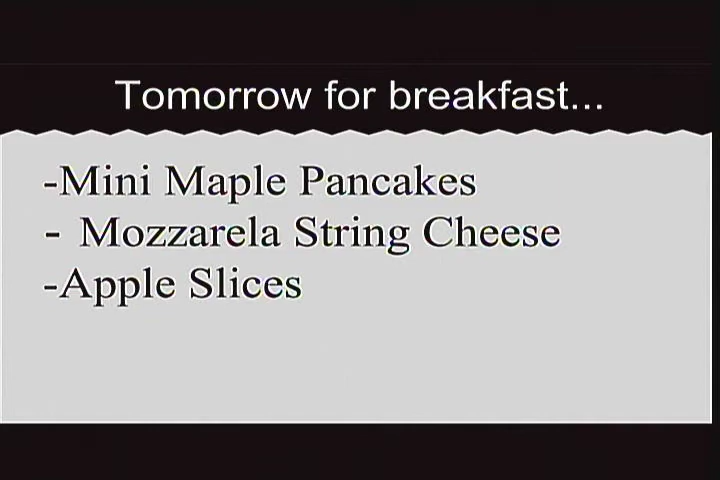 Tomorrow for breakfast...
-Mini Maple Pancakes
- Mozzarela String Cheese
-Apple Slices